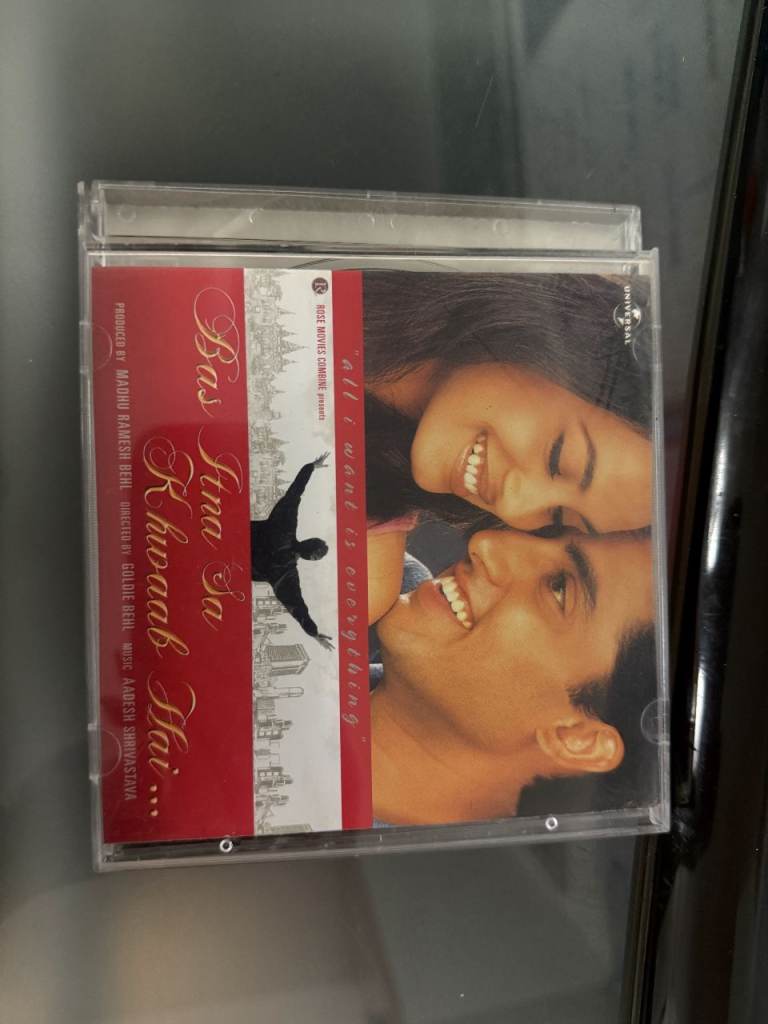 UNIVERSAL
"all i want is everything"
ROSE MOVIES COMBINE presents
Bas Itna Sa
Khwaab Hai ...
PRODUCED BY MADHU RAMESH BEHL DIRECTED BY GOLDIE BEHL MUSIC AADESH SHRIVASTAVA